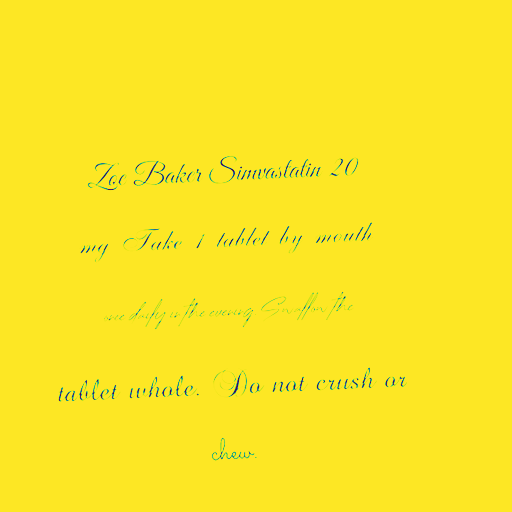 Zoe Baker Simvastatin 20
mg Take 1 tablet by mouth
once daily in the evening. Swallow the
tablet whole. Do not crush or
chew.